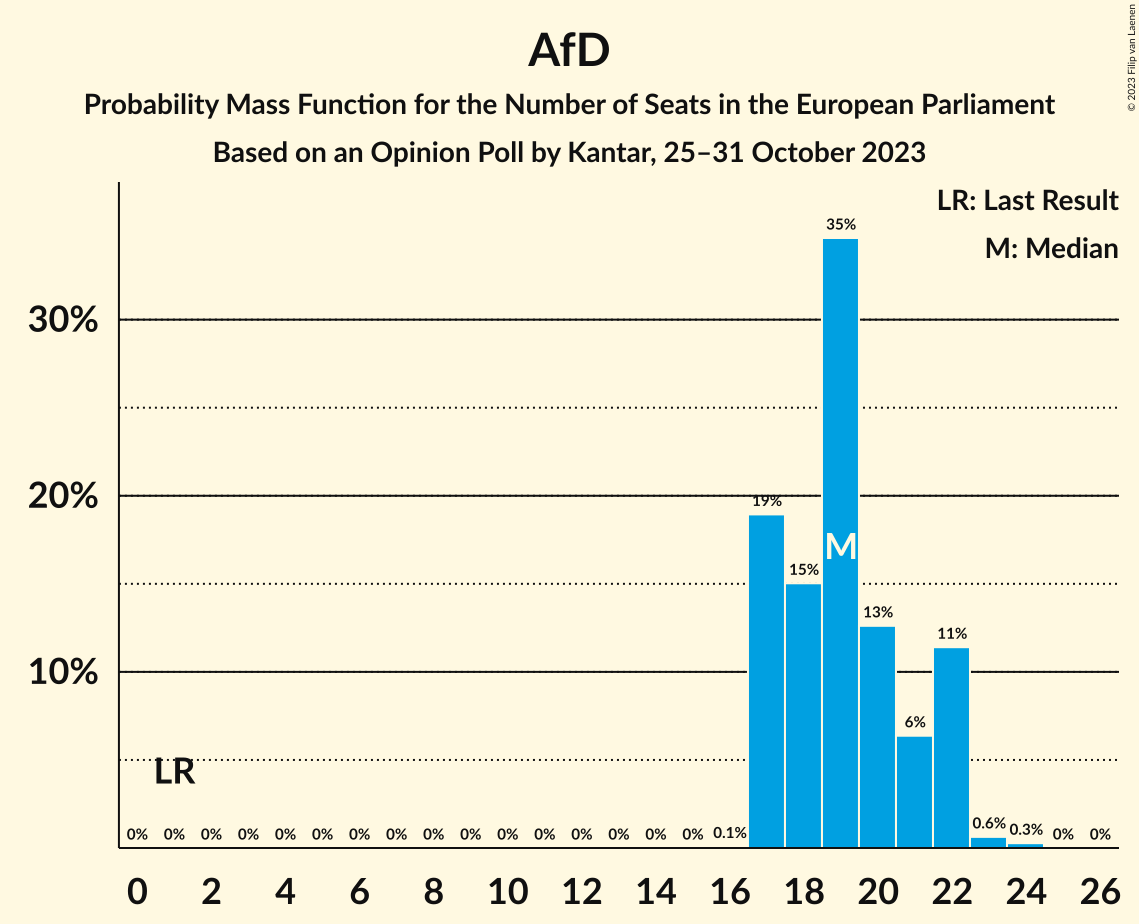 AfD
Probability Mass Function for the Number of Seats in the European Parliament
Based on an Opinion Poll by Kantar, 25–31 October 2023
© 2023 Filip van Laenen
LR: Last Result
M: Median
35%
30%
20%
19%
M
15%
13%
11%
10%
6%
LR
0% 0% 0% 0% 0% 0% 0% 0% 0% 0% 0% 0% 0% 0% 0% 0% 0.1% 0.6% 0.3% 0% 0%
0 2 4 6 8 10 12 14 16 18 20 22 24 26